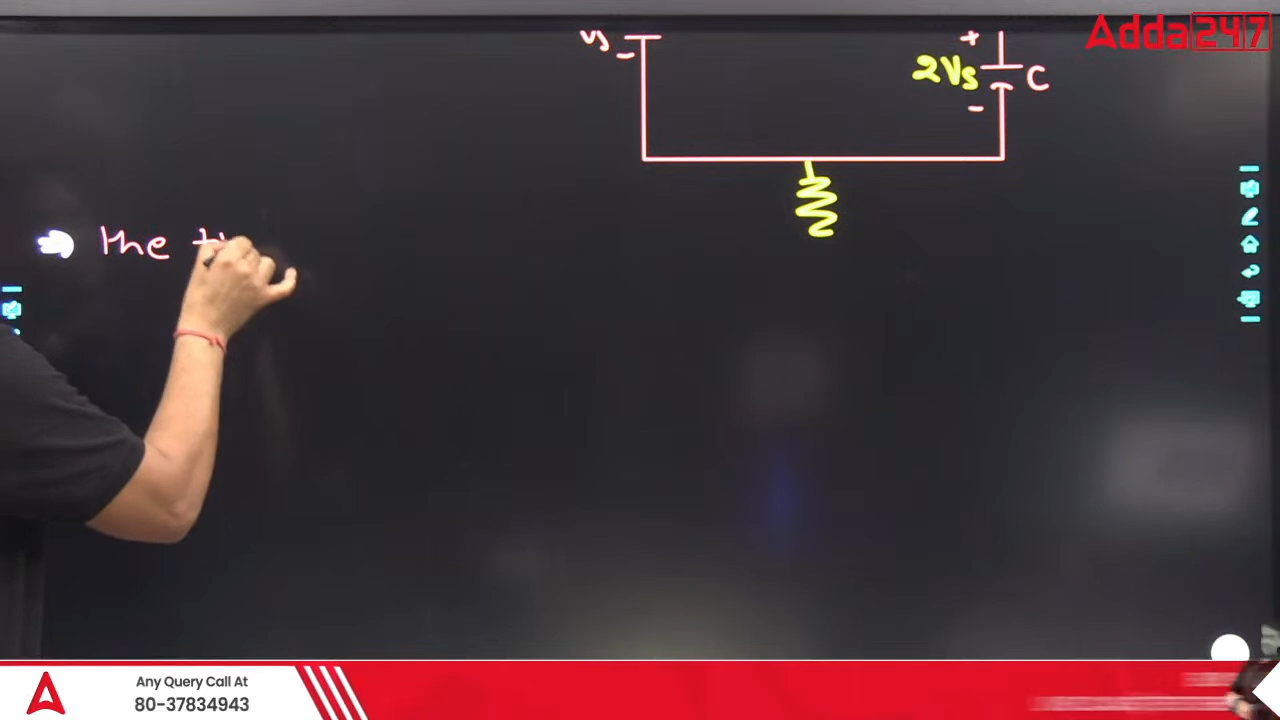 Adda247
Vs
+
-
+
2Vs
C
-
the
Any Query Call At
80-37834943